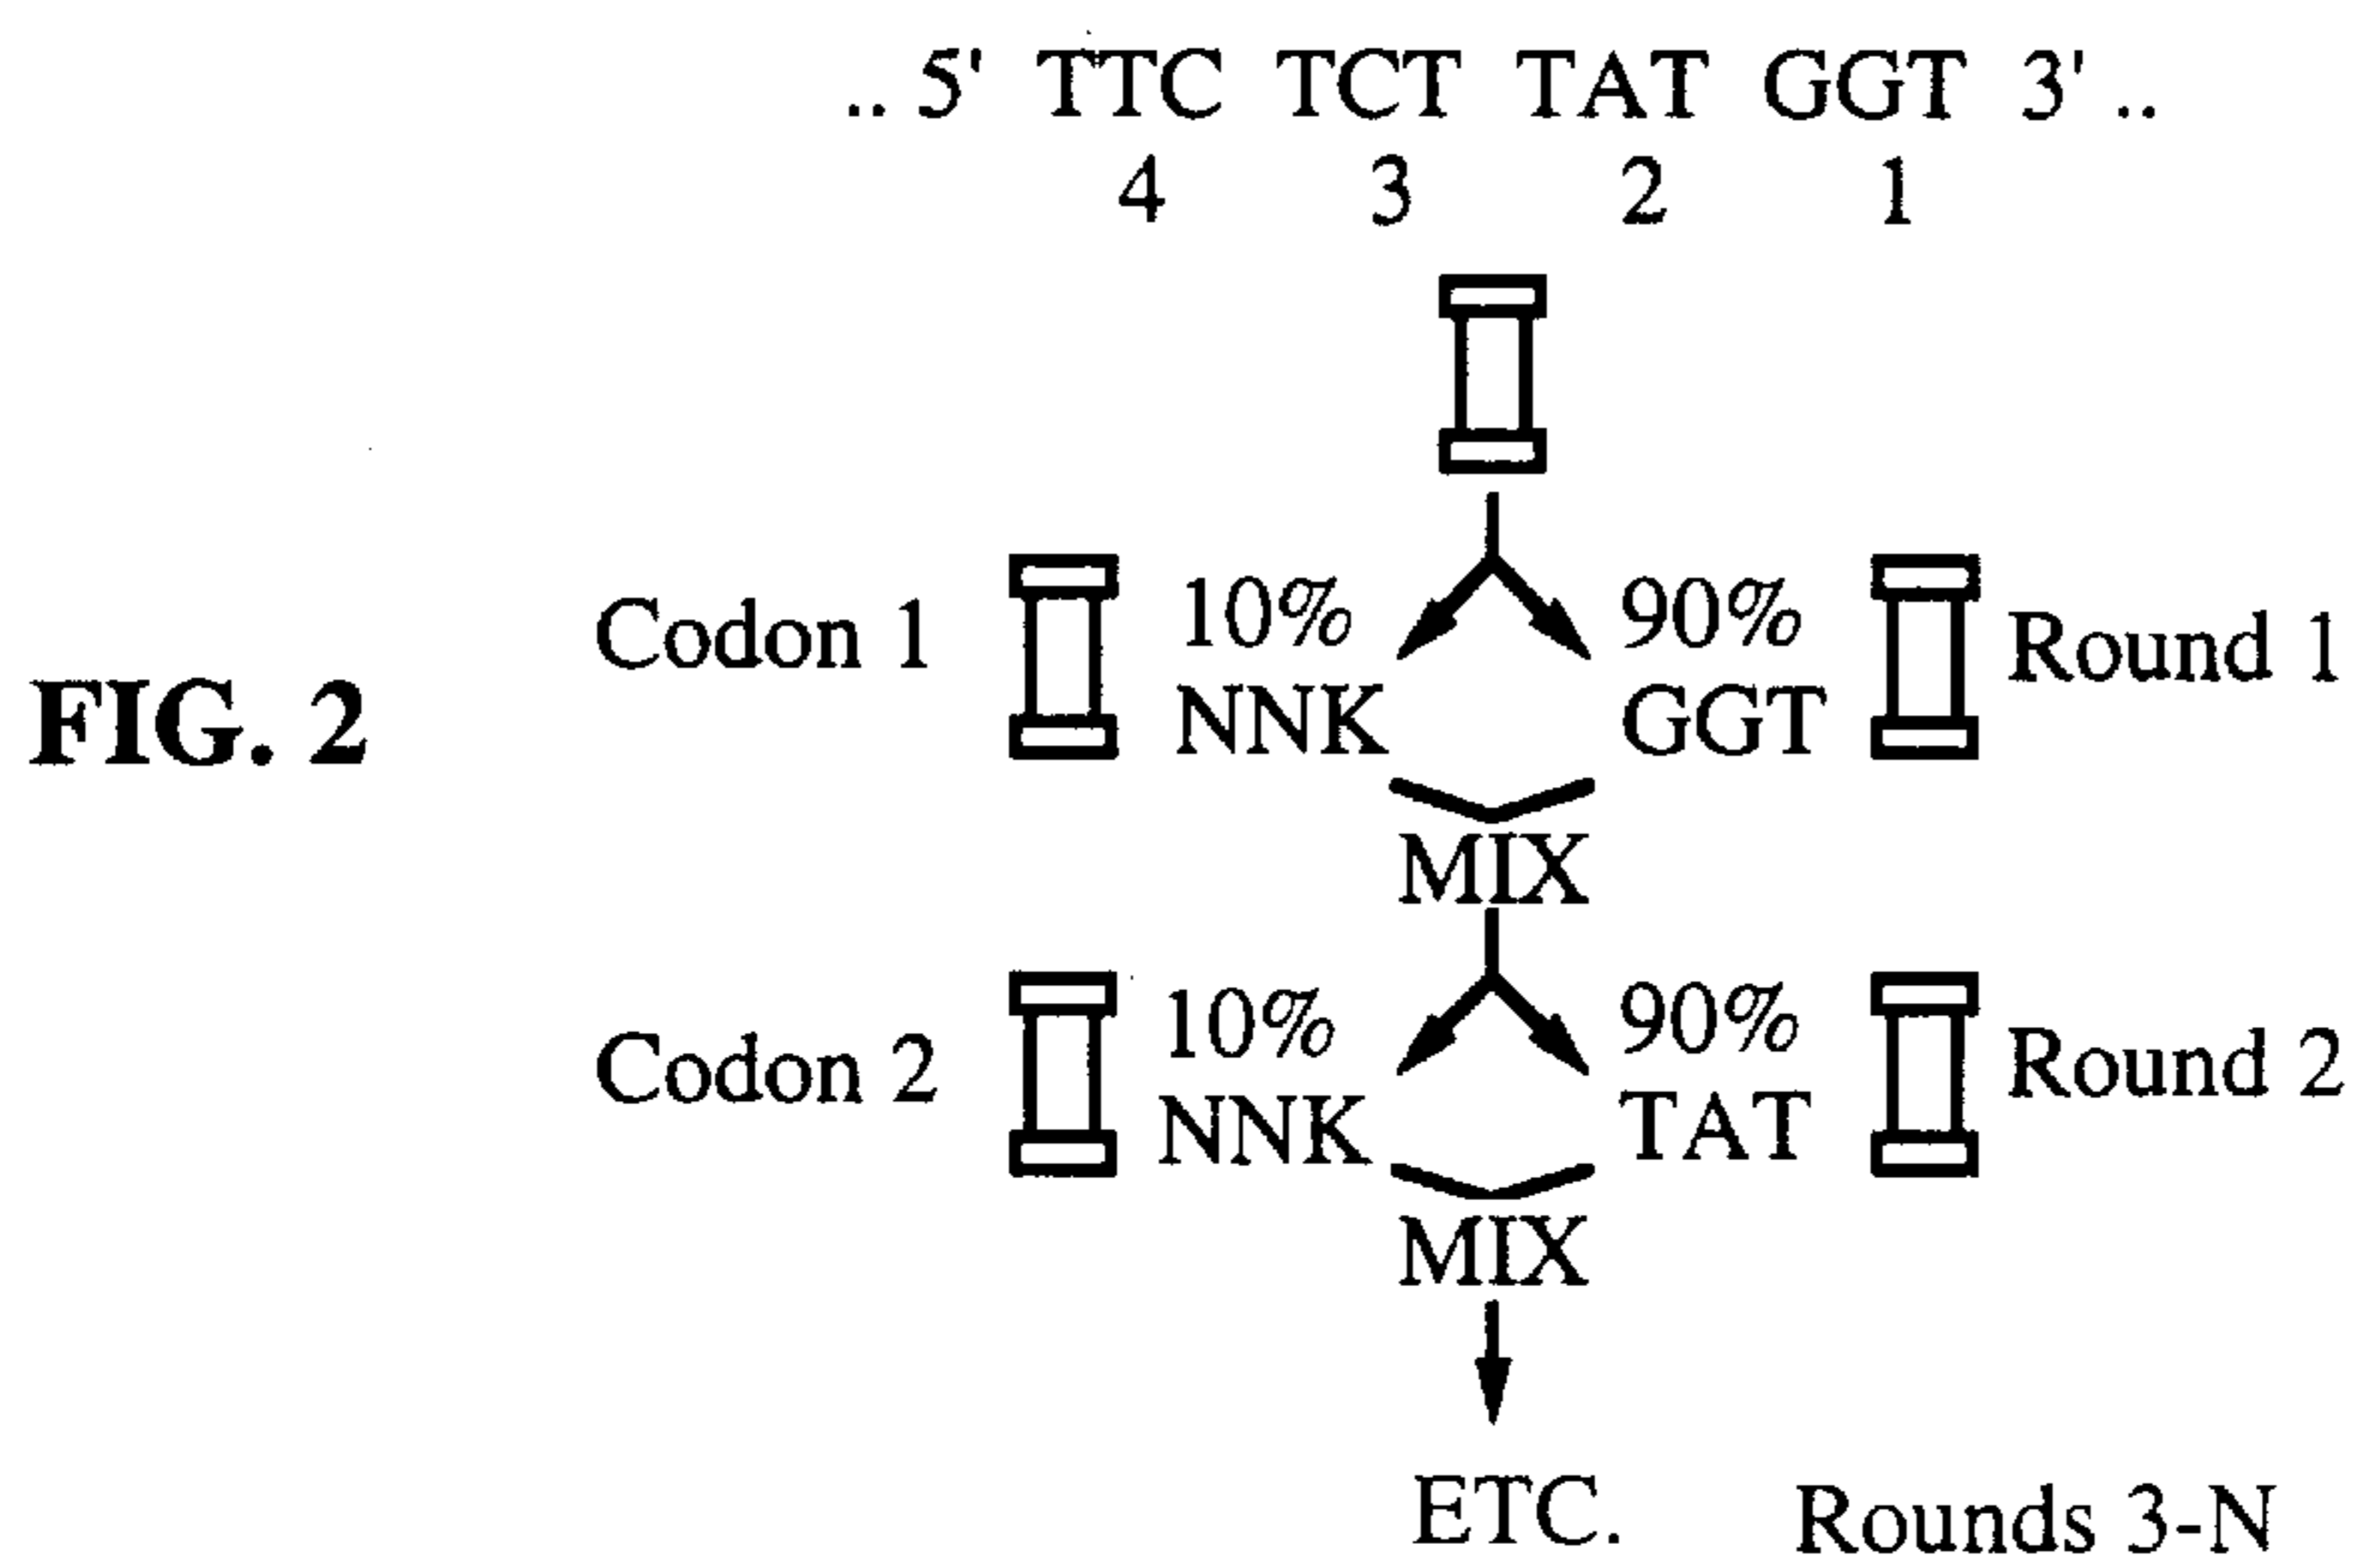 .. 5' TTC TCT TAT GGT 3' ..
4 3 2 1
Codon 1 10% 90% Round 1
NNK GGT
FIG. 2
MIX
Codon 2 10% 90% Round 2
NNK TAT
MIX
ETC. Rounds 3-N